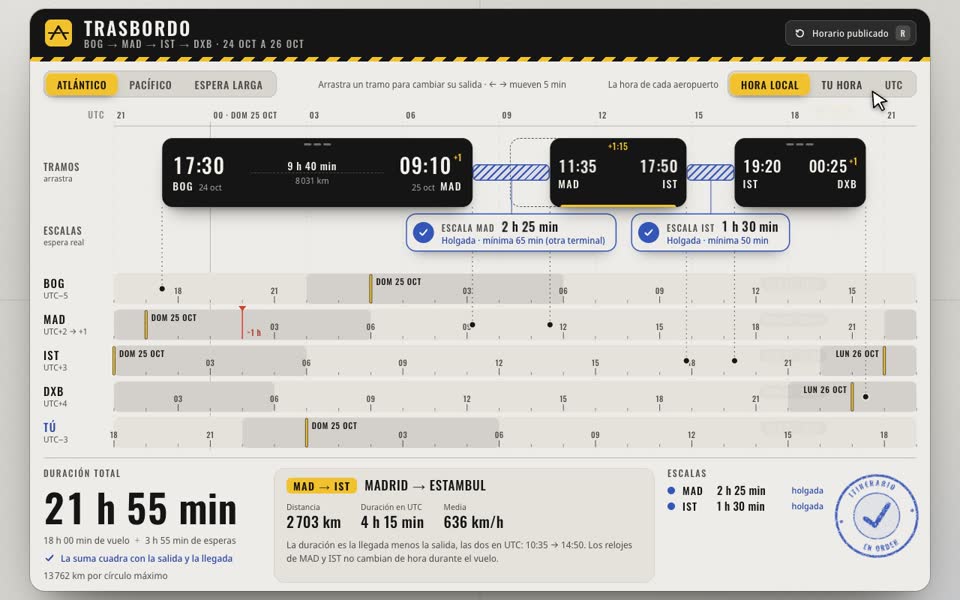 TRASBORDO
BOG → MAD → IST → DXB · 24 OCT A 26 OCT
Horario publicado R
ATLÁNTICO PACÍFICO ESPERA LARGA
Arrastra un tramo para cambiar su salida · ← → mueven 5 min
La hora de cada aeropuerto
HORA LOCAL TU HORA UTC
UTC 21 00 · DOM 25 OCT 03 06 09 12 15 18 21
TRAMOS
arrastra
17:30 9 h 40 min 09:10 +1
8031 km
BOG 24 oct 25 oct MAD
+1:15
11:35 17:50
MAD IST
19:20 00:25 +1
IST DXB
ESCALAS
espera real
ESCALA MAD 2 h 25 min
Holgada · mínima 65 min (otra terminal)
ESCALA IST 1 h 30 min
Holgada · mínima 50 min
BOG
UTC−5
18 21 DOM 25 OCT 03 06 09 12 15
MAD
UTC+2 → +1
DOM 25 OCT −1 h 03 06 09 12 15 18 21
IST
UTC+3
DOM 25 OCT 03 06 09 12 15 18 21 LUN 26 OCT
DXB
UTC+4
03 06 09 12 15 18 21 LUN 26 OCT
TÚ
UTC−3
18 21 DOM 25 OCT 03 06 09 12 15 18
DURACIÓN TOTAL
21 h 55 min
18 h 00 min de vuelo + 3 h 55 min de esperas
La suma cuadra con la salida y la llegada
13762 km por círculo máximo
MAD → IST MADRID → ESTAMBUL
Distancia Duración en UTC Media
2703 km 4 h 15 min 636 km/h
La duración es la llegada menos la salida, las dos en UTC: 10:35 → 14:50. Los relojes
de MAD y IST no cambian de hora durante el vuelo.
ESCALAS
MAD 2 h 25 min holgada
IST 1 h 30 min holgada
ITINERARIO
EN ORDEN